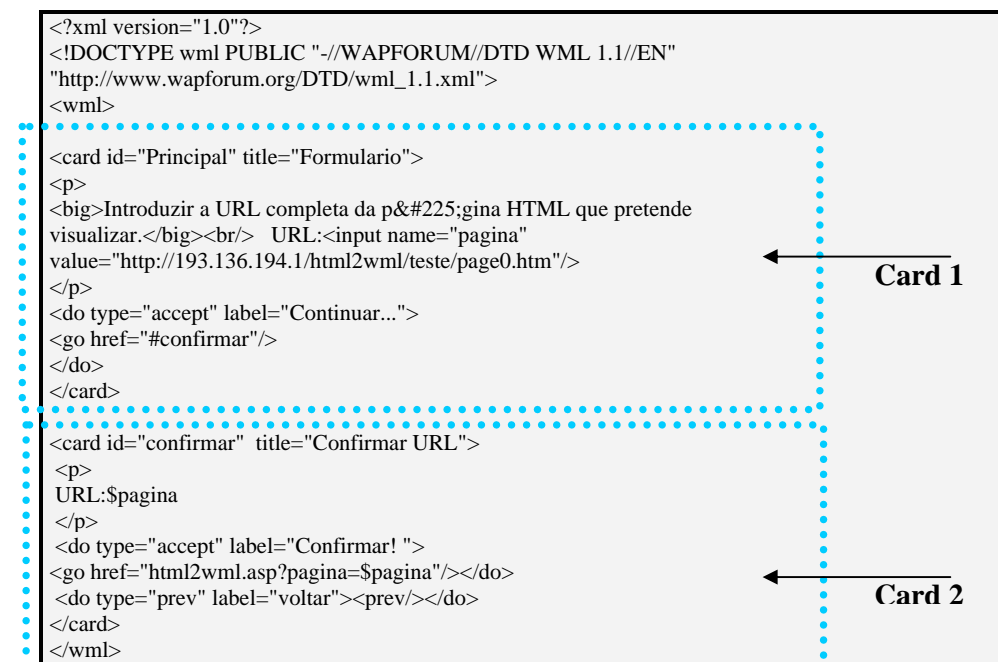 <?xml version="1.0"?>
<!DOCTYPE wml PUBLIC "-//WAPFORUM//DTD WML 1.1//EN"
"http://www.wapforum.org/DTD/wml_1.1.xml">
<wml>
<card id="Principal" title="Formulario">
<p>
<big>Introduzir a URL completa da p&#225;gina HTML que pretende
visualizar.</big><br/>   URL:<input name="pagina"
value="http://193.136.194.1/html2wml/teste/page0.htm"/>
</p>
<do type="accept" label="Continuar...">
<go href="#confirmar"/>
</do>
</card>
Card 1
<card id="confirmar"  title="Confirmar URL">
<p>
URL:$pagina
</p>
<do type="accept" label="Confirmar! ">
<go href="html2wml.asp?pagina=$pagina"/></do>
<do type="prev" label="voltar"><prev/></do>
</card>
</wml>
Card 2